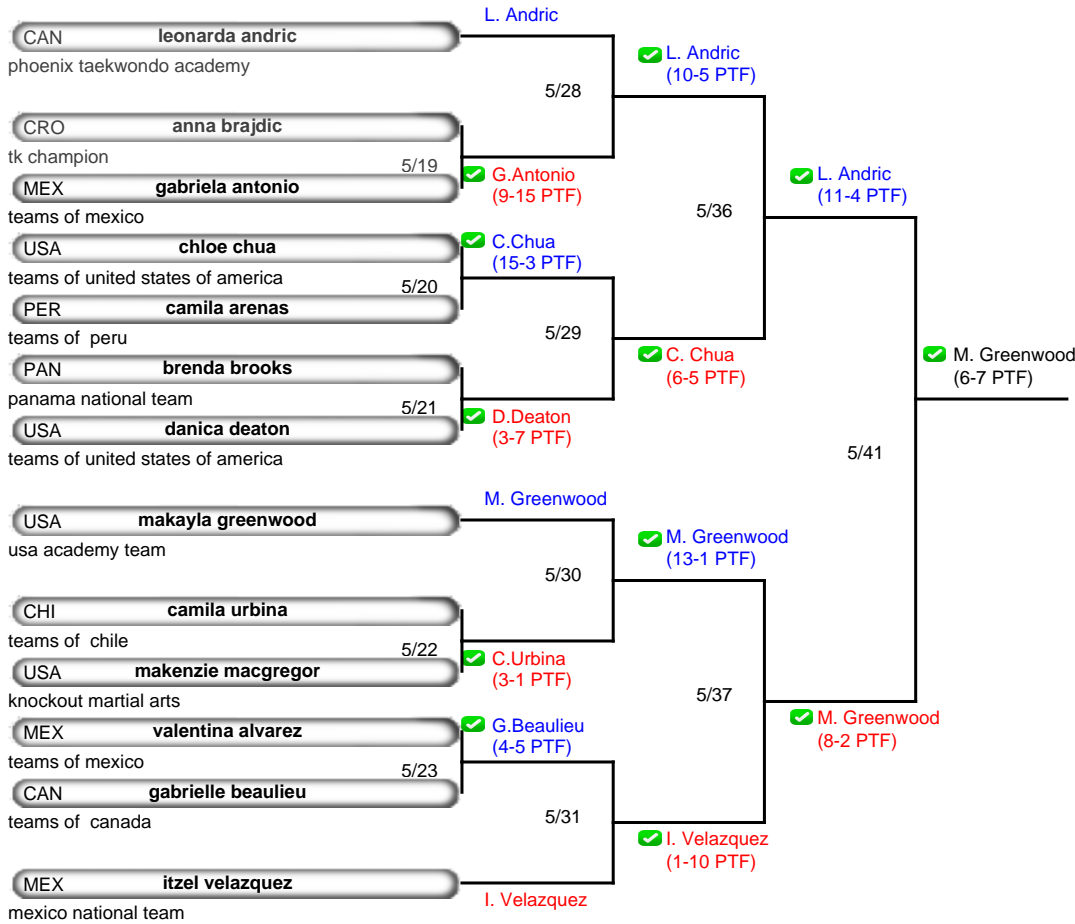 L. Andric
CAN leonarda andric
phoenix taekwondo academy
L. Andric
(10-5 PTF)
5/28
CRO anna brajdic
tk champion
5/19
G.Antonio
(9-15 PTF)
MEX gabriela antonio
teams of mexico
L. Andric
(11-4 PTF)
5/36
USA chloe chua
teams of united states of america
C.Chua
(15-3 PTF)
5/20
PER camila arenas
teams of  peru
5/29
C. Chua
(6-5 PTF)
PAN brenda brooks
panama national team
5/21
D.Deaton
(3-7 PTF)
USA danica deaton
teams of united states of america
M. Greenwood
(6-7 PTF)
5/41
M. Greenwood
USA makayla greenwood
usa academy team
M. Greenwood
(13-1 PTF)
5/30
CHI camila urbina
teams of  chile
5/22
C.Urbina
(3-1 PTF)
USA makenzie macgregor
knockout martial arts
5/37
M. Greenwood
(8-2 PTF)
MEX valentina alvarez
teams of mexico
G.Beaulieu
(4-5 PTF)
5/23
CAN gabrielle beaulieu
teams of  canada
5/31
I. Velazquez
(1-10 PTF)
MEX itzel velazquez
mexico national team
I. Velazquez